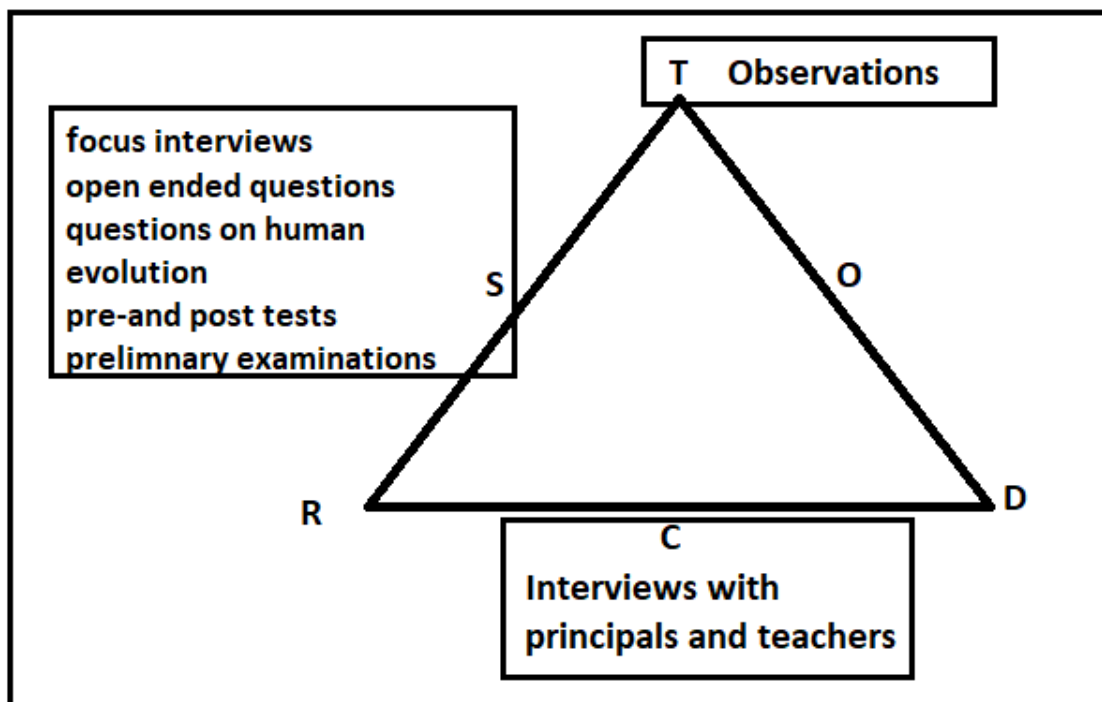 T Observations
focus interviews
open ended questions
questions on human
evolution
pre-and post tests
prelimnary examinations
S
O
R
D
C
Interviews with
principals and teachers